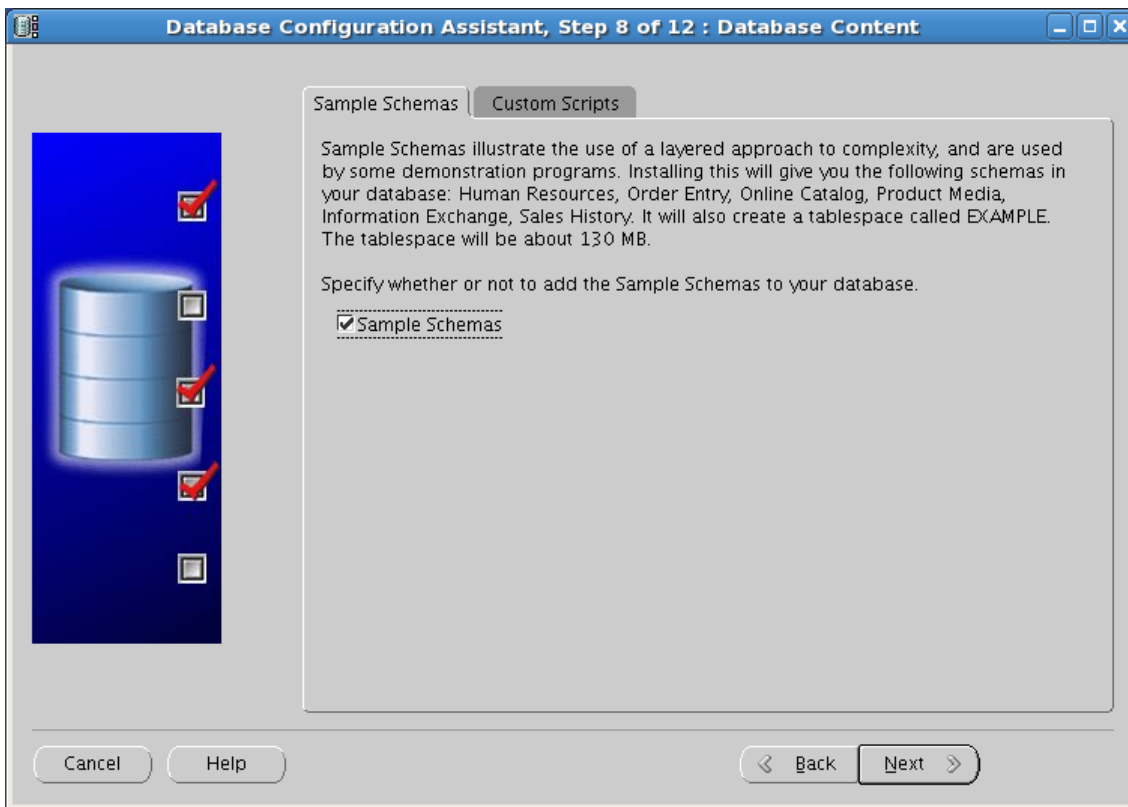 Database Configuration Assistant, Step 8 of 12 : Database Content
Sample Schemas
Custom Scripts
Sample Schemas illustrate the use of a layered approach to complexity, and are used
by some demonstration programs. Installing this will give you the following schemas in
your database: Human Resources, Order Entry, Online Catalog, Product Media,
Information Exchange, Sales History. It will also create a tablespace called EXAMPLE.
The tablespace will be about 130 MB.
Specify whether or not to add the Sample Schemas to your database.
Sample Schemas
Cancel
Help
Back
Next